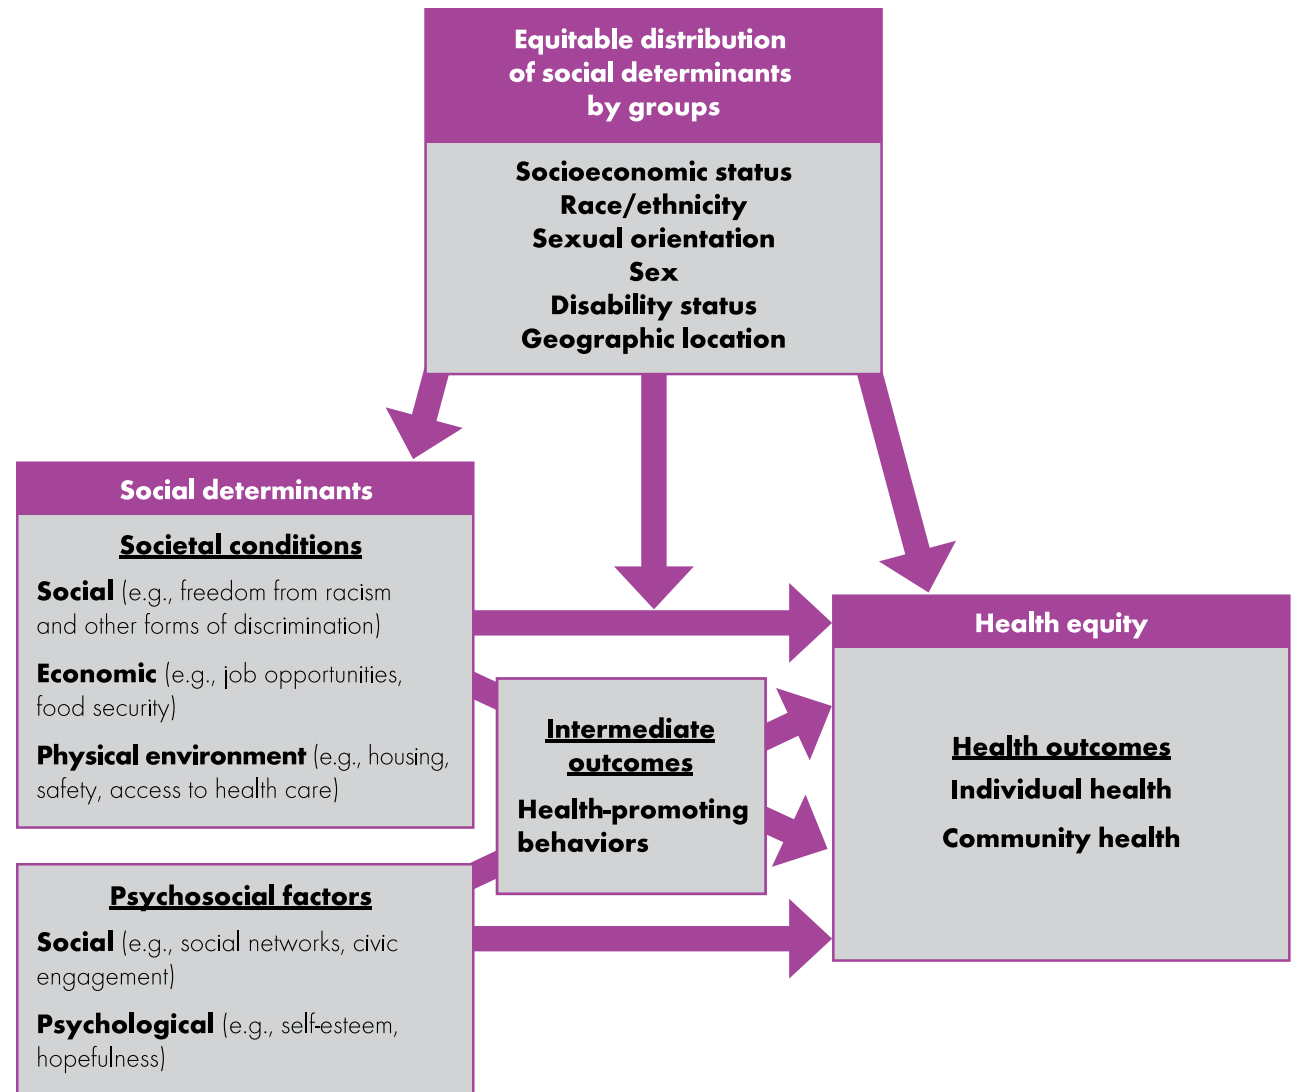 Equitable distribution
of social determinants
by groups
Socioeconomic status
Race/ethnicity
Sexual orientation
Sex
Disability status
Geographic location
Social determinants
Societal conditions
Social (e.g., freedom from racism
and other forms of discrimination)
Economic (e.g., job opportunities,
food security)
Physical environment (e.g., housing,
safety, access to health care)
Psychosocial factors
Social (e.g., social networks, civic
engagement)
Psychological (e.g., self-esteem,
hopefulness)
Intermediate
outcomes
Health-promoting
behaviors
Health equity
Health outcomes
Individual health
Community health